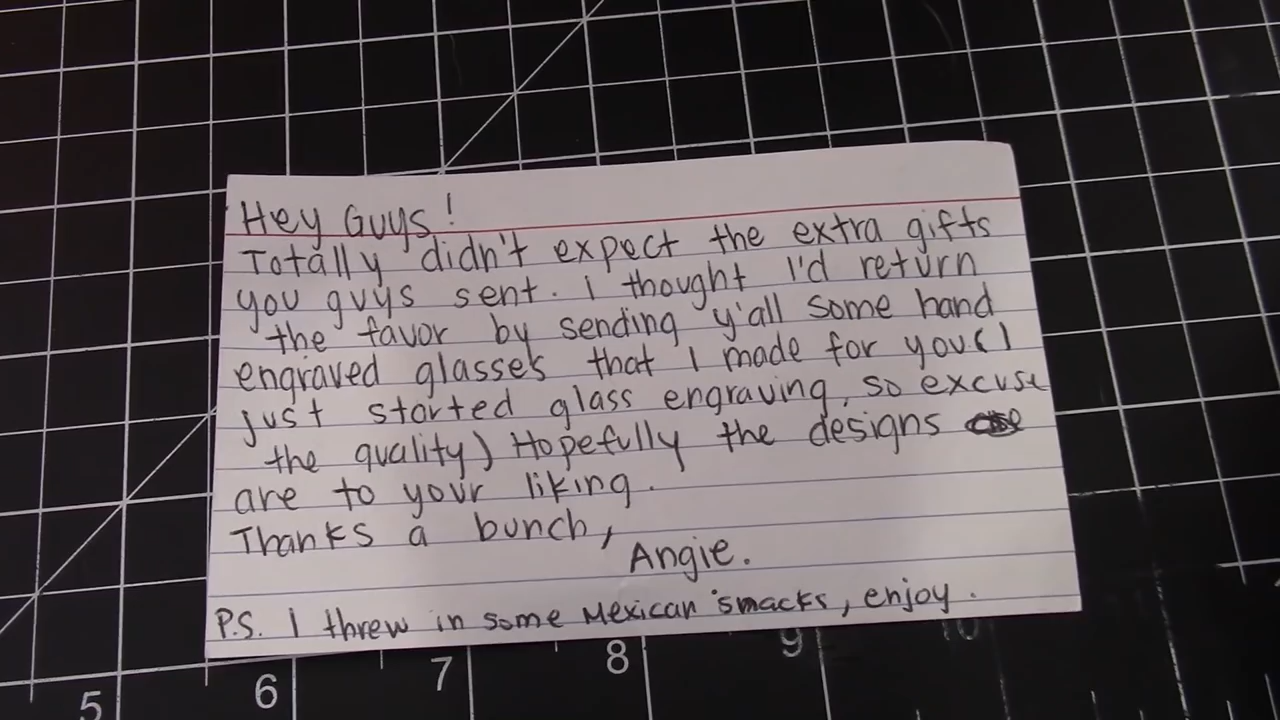 Hey Guys!
Totally didn't expect the extra gifts
you guys sent. I thought I'd return
the favor by sending y'all some hand
engraved glasses that I made for you(I
just started glass engraving, so excuse
the quality) Hopefully the designs
are to your liking.
Thanks a bunch,
Angie.
P.S. I threw in some Mexican smacks, enjoy.
5 6 7 8 9 10